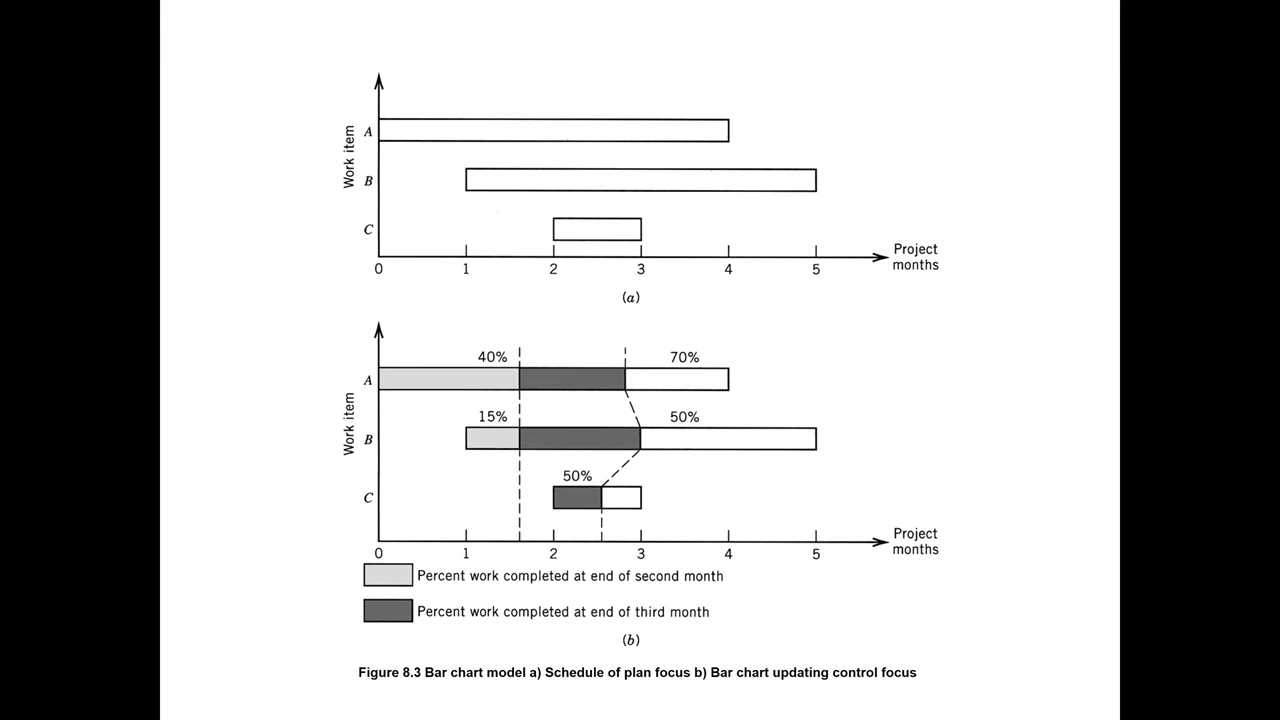 Work item
A
B
C
0 1 2 3 4 5
Project
months
(a)
40% 70%
A
15% 50%
Work item
B
50%
C
0 1 2 3 4 5
Project
months
Percent work completed at end of second month
Percent work completed at end of third month
(b)
Figure 8.3 Bar chart model a) Schedule of plan focus b) Bar chart updating control focus